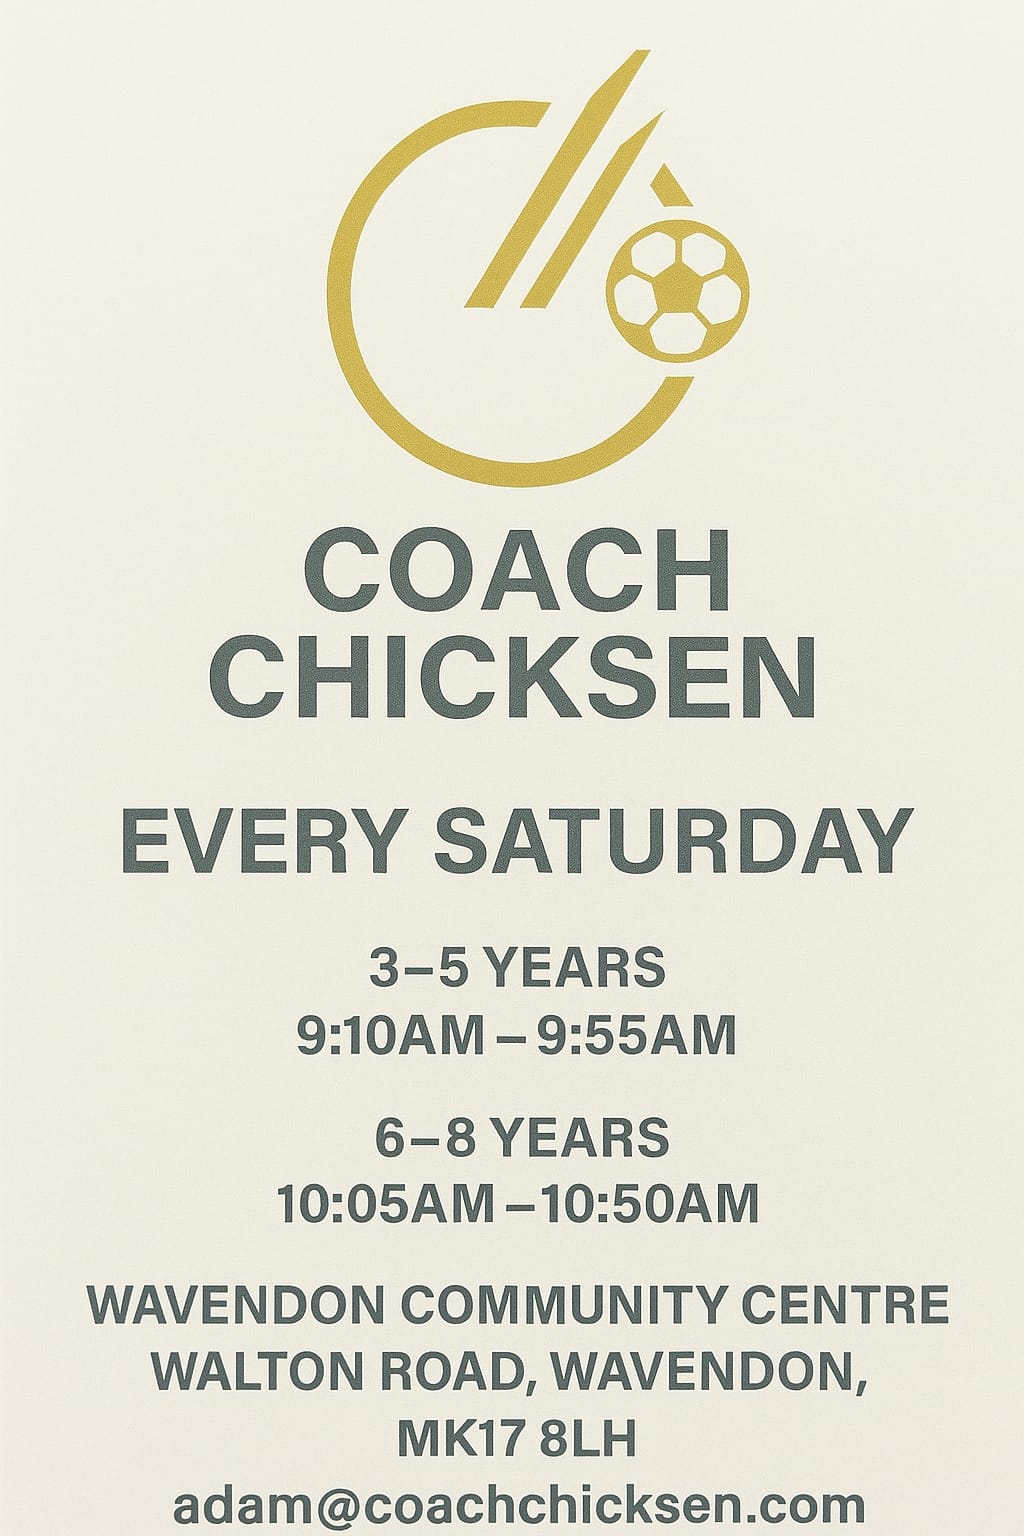 COACH
CHICKSEN
EVERY SATURDAY
3–5 YEARS
9:10AM – 9:55AM
6–8 YEARS
10:05AM – 10:50AM
WAVENDON COMMUNITY CENTRE
WALTON ROAD, WAVENDON,
MK17 8LH
adam@coachchicksen.com